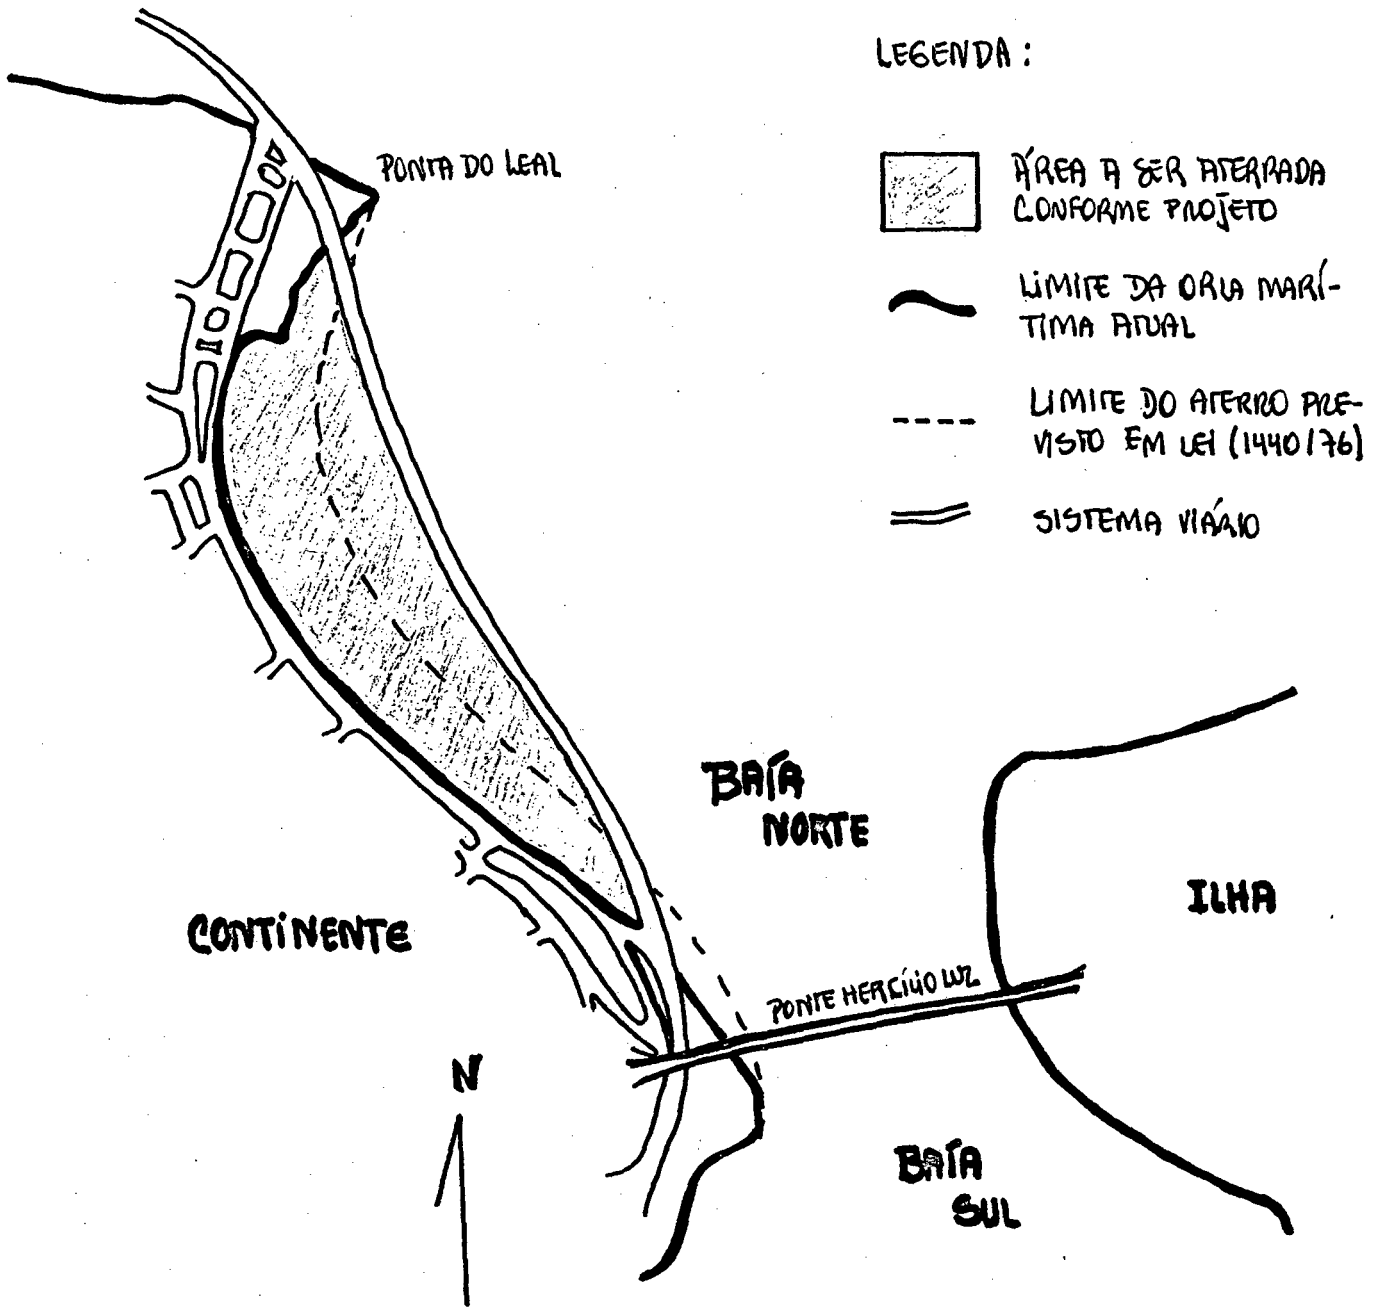 LEGENDA:
PONTA DO LEAL
ÁREA A SER ATERRADA
CONFORME PROJETO
LIMITE DA ORLA MARÍ-
TIMA ATUAL
LIMITE DO ATERRO PRE-
VISTO EM LEI (1440/76)
SISTEMA VIÁRIO
BAÍA
NORTE
ILHA
CONTINENTE
PONTE HERCÍLIO LUZ
N
BAÍA
SUL